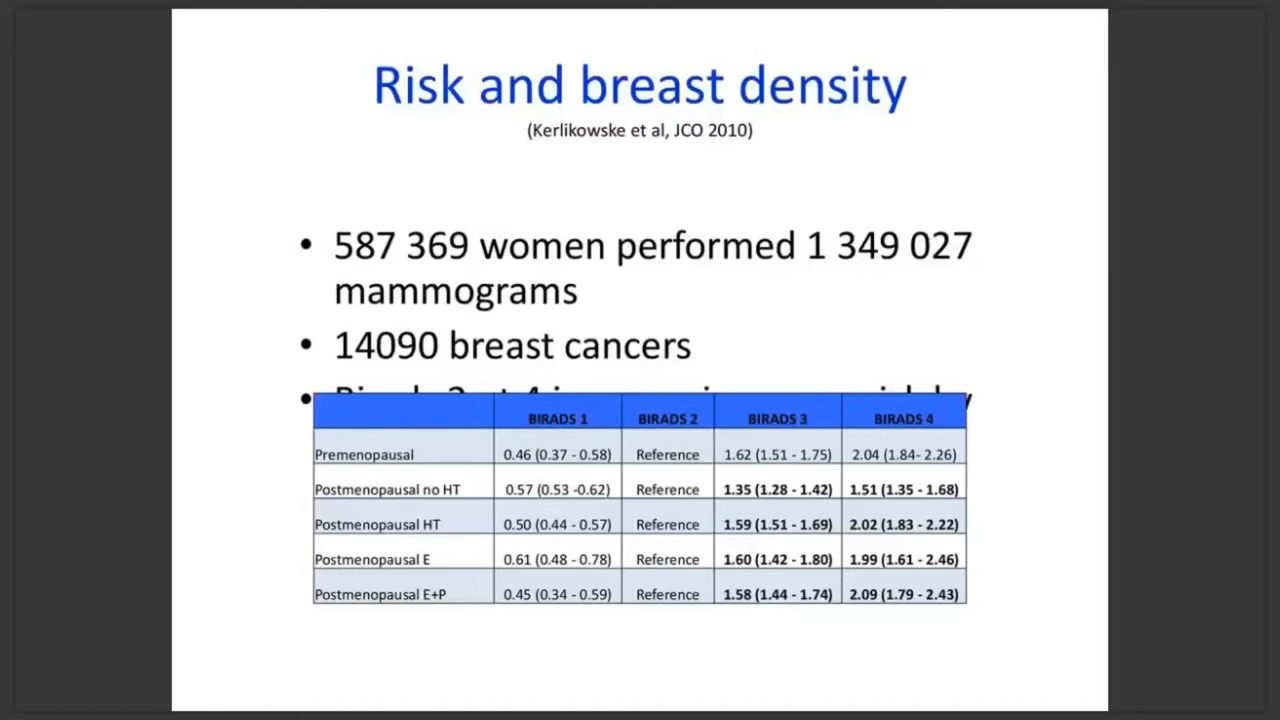 Risk and breast density
(Kerlikowske et al, JCO 2010)
• 587 369 women performed 1 349 027
mammograms
• 14090 breast cancers
•
BIRADS 1 BIRADS 2 BIRADS 3 BIRADS 4
Premenopausal 0.46 (0.37 - 0.58) Reference 1.62 (1.51 - 1.75) 2.04 (1.84- 2.26)
Postmenopausal no HT 0.57 (0.53 -0.62) Reference 1.35 (1.28 - 1.42) 1.51 (1.35 - 1.68)
Postmenopausal HT 0.50 (0.44 - 0.57) Reference 1.59 (1.51 - 1.69) 2.02 (1.83 - 2.22)
Postmenopausal E 0.61 (0.48 - 0.78) Reference 1.60 (1.42 - 1.80) 1.99 (1.61 - 2.46)
Postmenopausal E+P 0.45 (0.34 - 0.59) Reference 1.58 (1.44 - 1.74) 2.09 (1.79 - 2.43)